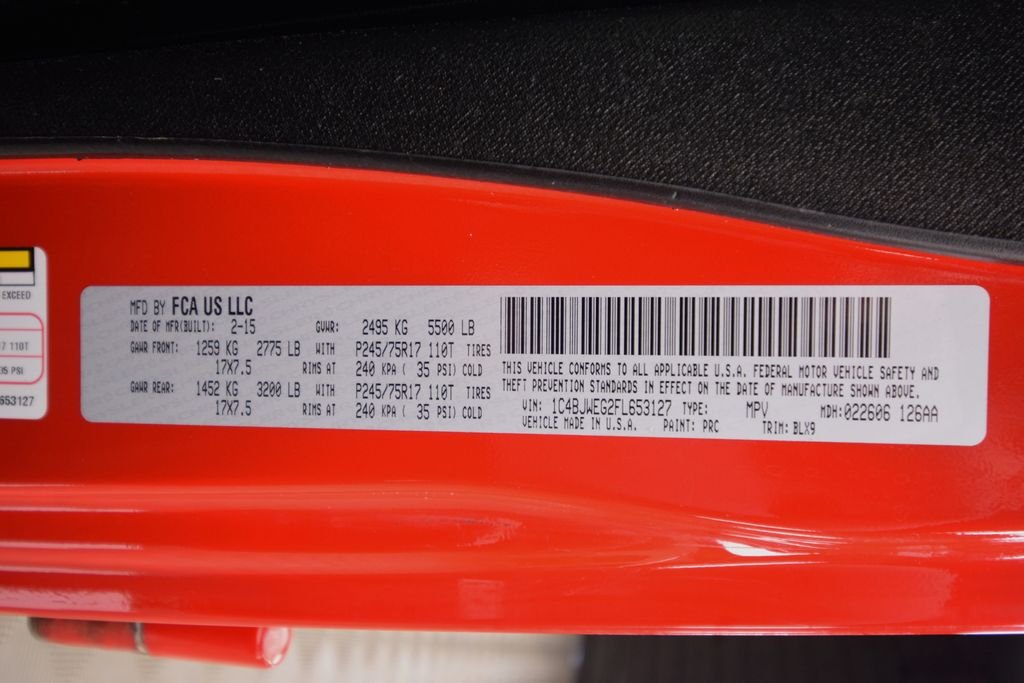 EXCEED
7 110T
35 PSI
653127
MFD BY FCA US LLC
DATE OF MFR(BUILT): 2-15 GVWR: 2495 KG 5500 LB
GAWR FRONT: 1259 KG 2775 LB WITH P245/75R17 110T TIRES
17X7.5 RIMS AT 240 KPA ( 35 PSI) COLD
GAWR REAR: 1452 KG 3200 LB WITH P245/75R17 110T TIRES
17X7.5 RIMS AT 240 KPA ( 35 PSI) COLD
THIS VEHICLE CONFORMS TO ALL APPLICABLE U.S.A. FEDERAL MOTOR VEHICLE SAFETY AND
THEFT PREVENTION STANDARDS IN EFFECT ON THE DATE OF MANUFACTURE SHOWN ABOVE.
VIN: 1C4BJWEG2FL653127 TYPE: MPV MDH: 022606 126AA
VEHICLE MADE IN U.S.A. PAINT: PRC TRIM: BLX9